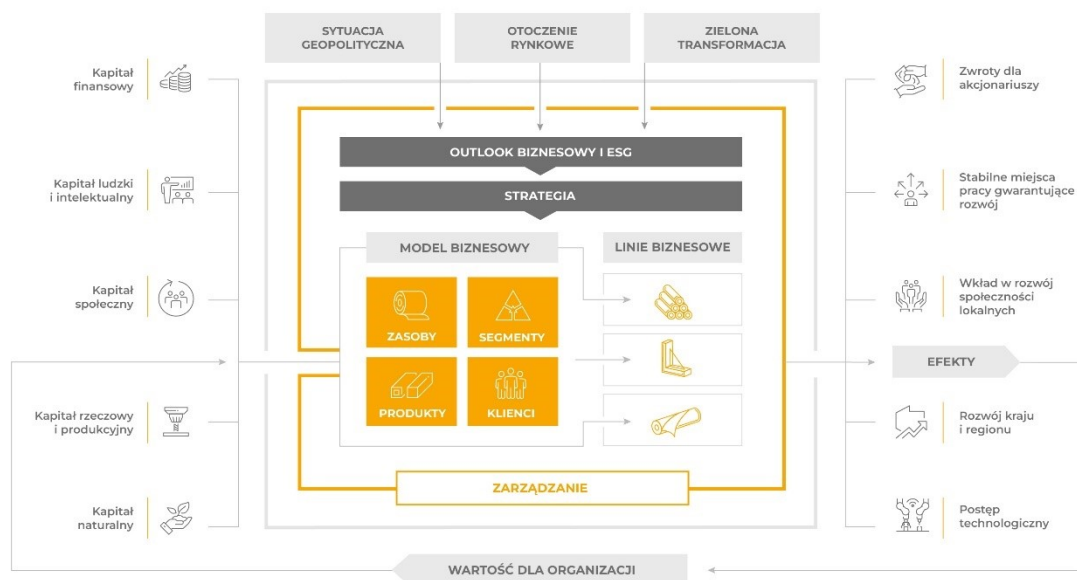 SYTUACJA
GEOPOLITYCZNA
OTOCZENIE
RYNKOWE
ZIELONA
TRANSFORMACJA
Kapitał
finansowy
Kapitał ludzki
i intelektualny
Kapitał
społeczny
Kapitał rzeczowy
i produkcyjny
Kapitał
naturalny
OUTLOOK BIZNESOWY I ESG
STRATEGIA
MODEL BIZNESOWY
ZASOBY
SEGMENTY
PRODUKTY
KLIENCI
LINIE BIZNESOWE
ZARZĄDZANIE
Zwroty dla
akcjonariuszy
Stabilne miejsca
pracy gwarantujące
rozwój
Wkład w rozwój
społeczności
lokalnych
EFEKTY
Rozwój kraju
i regionu
Postęp
technologiczny
WARTOŚĆ DLA ORGANIZACJI